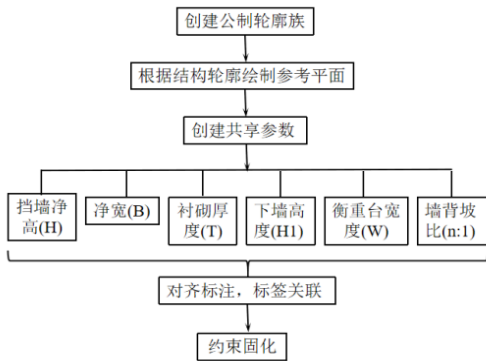 创建公制轮廓族
根据结构轮廓绘制参考平面
创建共享参数
挡墙净
高(H)
净宽(B)
衬砌厚
度(T)
下墙高
度(H1)
衡重台宽
度(W)
墙背坡
比(n:1)
对齐标注，标签关联
约束固化